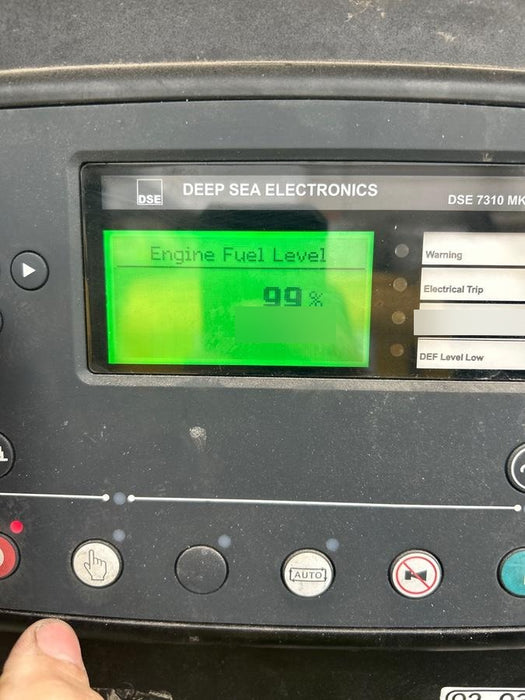 DSE
DEEP SEA ELECTRONICS
DSE 7310 MK
Engine Fuel Level
99 %
Warning
Electrical Trip
DEF Level Low
AUTO